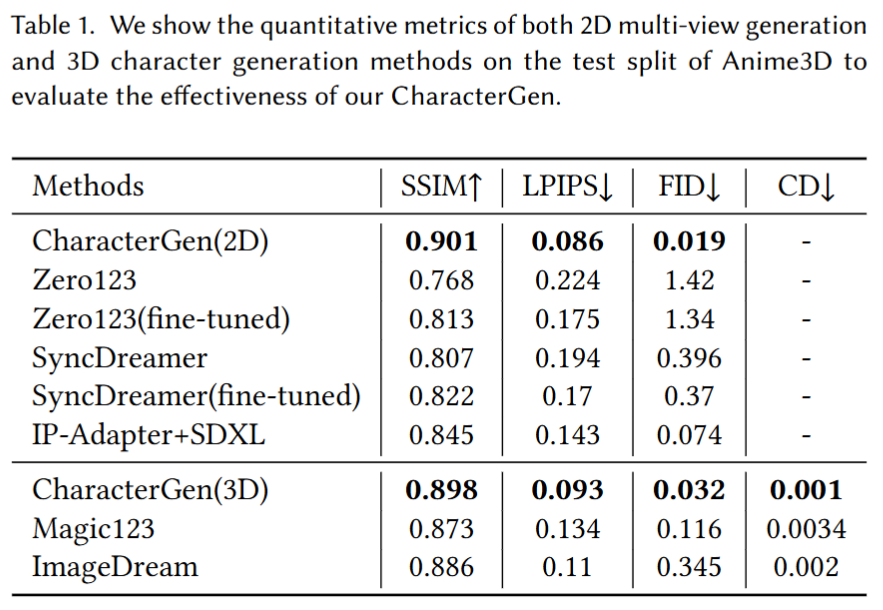 Table 1. We show the quantitative metrics of both 2D multi-view generation
and 3D character generation methods on the test split of Anime3D to
evaluate the effectiveness of our CharacterGen.
Methods SSIM↑ LPIPS↓ FID↓ CD↓
CharacterGen(2D) 0.901 0.086 0.019 -
Zero123 0.768 0.224 1.42 -
Zero123(fine-tuned) 0.813 0.175 1.34 -
SyncDreamer 0.807 0.194 0.396 -
SyncDreamer(fine-tuned) 0.822 0.17 0.37 -
IP-Adapter+SDXL 0.845 0.143 0.074 -
CharacterGen(3D) 0.898 0.093 0.032 0.001
Magic123 0.873 0.134 0.116 0.0034
ImageDream 0.886 0.11 0.345 0.002